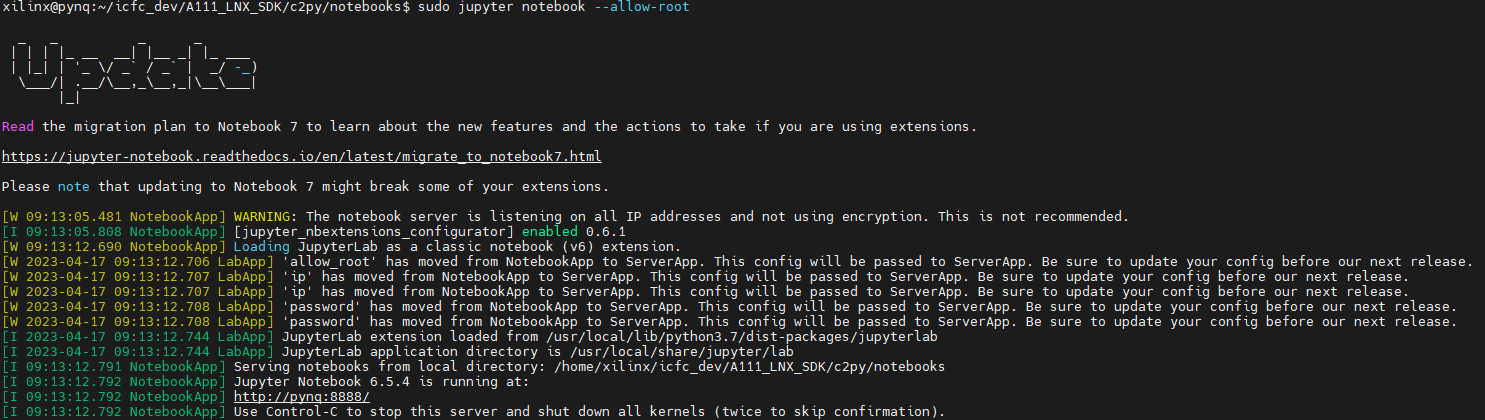 xilinx@pynq:~/icfc_dev/A111_LNX_SDK/c2py/notebooks$ sudo jupyter notebook --allow-root
Update
Read the migration plan to Notebook 7 to learn about the new features and the actions to take if you are using extensions.
https://jupyter-notebook.readthedocs.io/en/latest/migrate_to_notebook7.html
Please note that updating to Notebook 7 might break some of your extensions.
[W 09:13:05.481 NotebookApp] WARNING: The notebook server is listening on all IP addresses and not using encryption. This is not recommended.
[I 09:13:05.808 NotebookApp] [jupyter_nbextensions_configurator] enabled 0.6.1
[W 09:13:12.690 NotebookApp] Loading JupyterLab as a classic notebook (v6) extension.
[W 2023-04-17 09:13:12.706 LabApp] 'allow_root' has moved from NotebookApp to ServerApp. This config will be passed to ServerApp. Be sure to update your config before our next release.
[W 2023-04-17 09:13:12.707 LabApp] 'ip' has moved from NotebookApp to ServerApp. This config will be passed to ServerApp. Be sure to update your config before our next release.
[W 2023-04-17 09:13:12.707 LabApp] 'ip' has moved from NotebookApp to ServerApp. This config will be passed to ServerApp. Be sure to update your config before our next release.
[W 2023-04-17 09:13:12.708 LabApp] 'password' has moved from NotebookApp to ServerApp. This config will be passed to ServerApp. Be sure to update your config before our next release.
[W 2023-04-17 09:13:12.708 LabApp] 'password' has moved from NotebookApp to ServerApp. This config will be passed to ServerApp. Be sure to update your config before our next release.
[I 2023-04-17 09:13:12.744 LabApp] JupyterLab extension loaded from /usr/local/lib/python3.7/dist-packages/jupyterlab
[I 2023-04-17 09:13:12.744 LabApp] JupyterLab application directory is /usr/local/share/jupyter/lab
[I 09:13:12.791 NotebookApp] Serving notebooks from local directory: /home/xilinx/icfc_dev/A111_LNX_SDK/c2py/notebooks
[I 09:13:12.792 NotebookApp] Jupyter Notebook 6.5.4 is running at:
[I 09:13:12.792 NotebookApp] http://pynq:8888/
[I 09:13:12.792 NotebookApp] Use Control-C to stop this server and shut down all kernels (twice to skip confirmation).